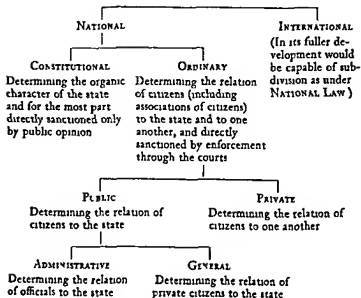 NATIONAL
INTERNATIONAL
(In its fuller de-
velopment would
be capable of sub-
division as under
NATIONAL LAW)
CONSTITUTIONAL
Determining the organic
character of the state
and for the most part
directly sanctioned only
by public opinion
ORDINARY
Determining the relation
of citizens (including
associations of citizens)
to the state and to one
another, and directly
sanctioned by enforcement
through the courts
PUBLIC
Determining the relation of
citizens to the state
PRIVATE
Determining the relation of
citizens to one another
ADMINISTRATIVE
Determining the relation
of officials to the state
GENERAL
Determining the relation of
private citizens to the state